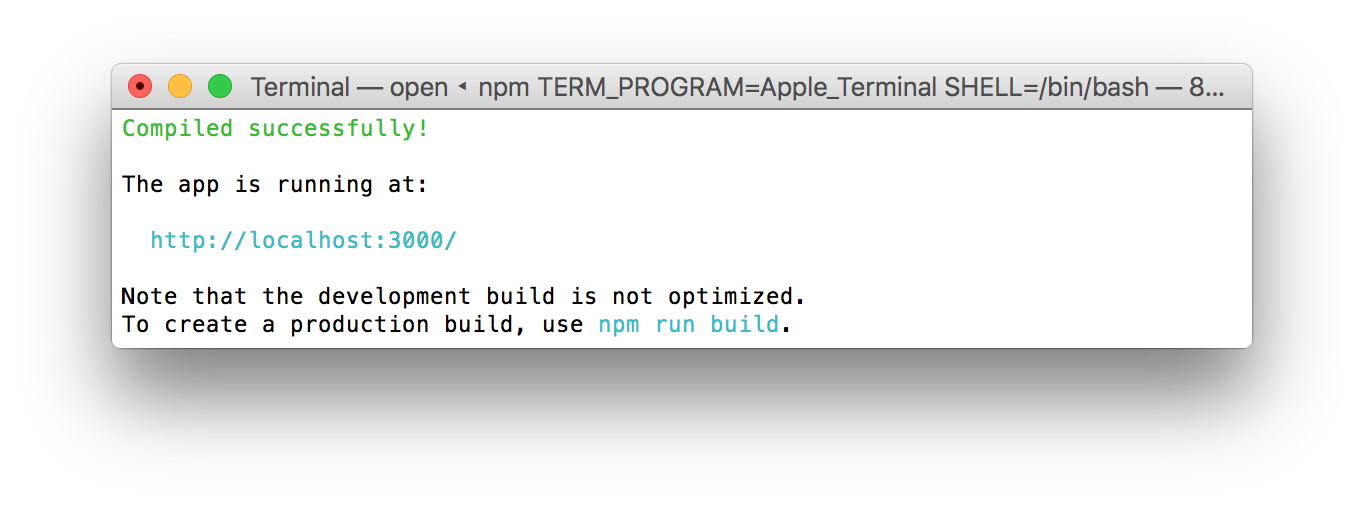 Terminal — open ◂ npm TERM_PROGRAM=Apple_Terminal SHELL=/bin/bash — 8...
Compiled successfully!
The app is running at:
http://localhost:3000/
Note that the development build is not optimized.
To create a production build, use npm run build.